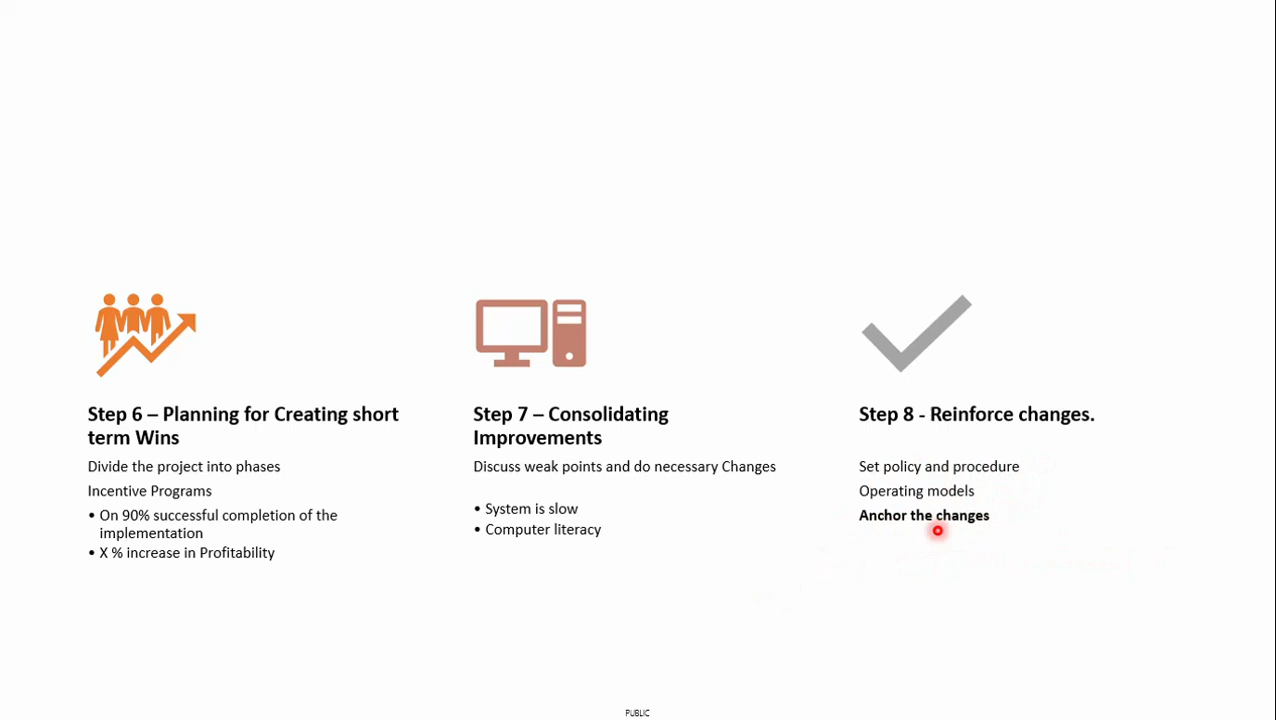 Step 6 – Planning for Creating short
term Wins
Divide the project into phases
Incentive Programs
• On 90% successful completion of the
implementation
• X % increase in Profitability
Step 7 – Consolidating
Improvements
Discuss weak points and do necessary Changes
• System is slow
• Computer literacy
Step 8 - Reinforce changes.
Set policy and procedure
Operating models
Anchor the changes
PUBLIC